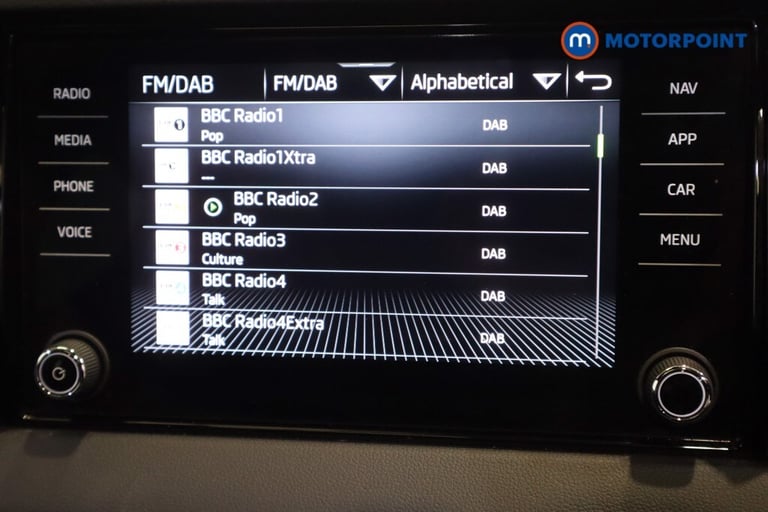 m MOTORPOINT
RADIO
MEDIA
PHONE
VOICE
FM/DAB FM/DAB Alphabetical
BBC Radio1
Pop
DAB
BBC Radio1Xtra
---
DAB
BBC Radio2
Pop
DAB
BBC Radio3
Culture
DAB
BBC Radio4
Talk
DAB
BBC Radio4Extra
Talk
DAB
NAV
APP
CAR
MENU